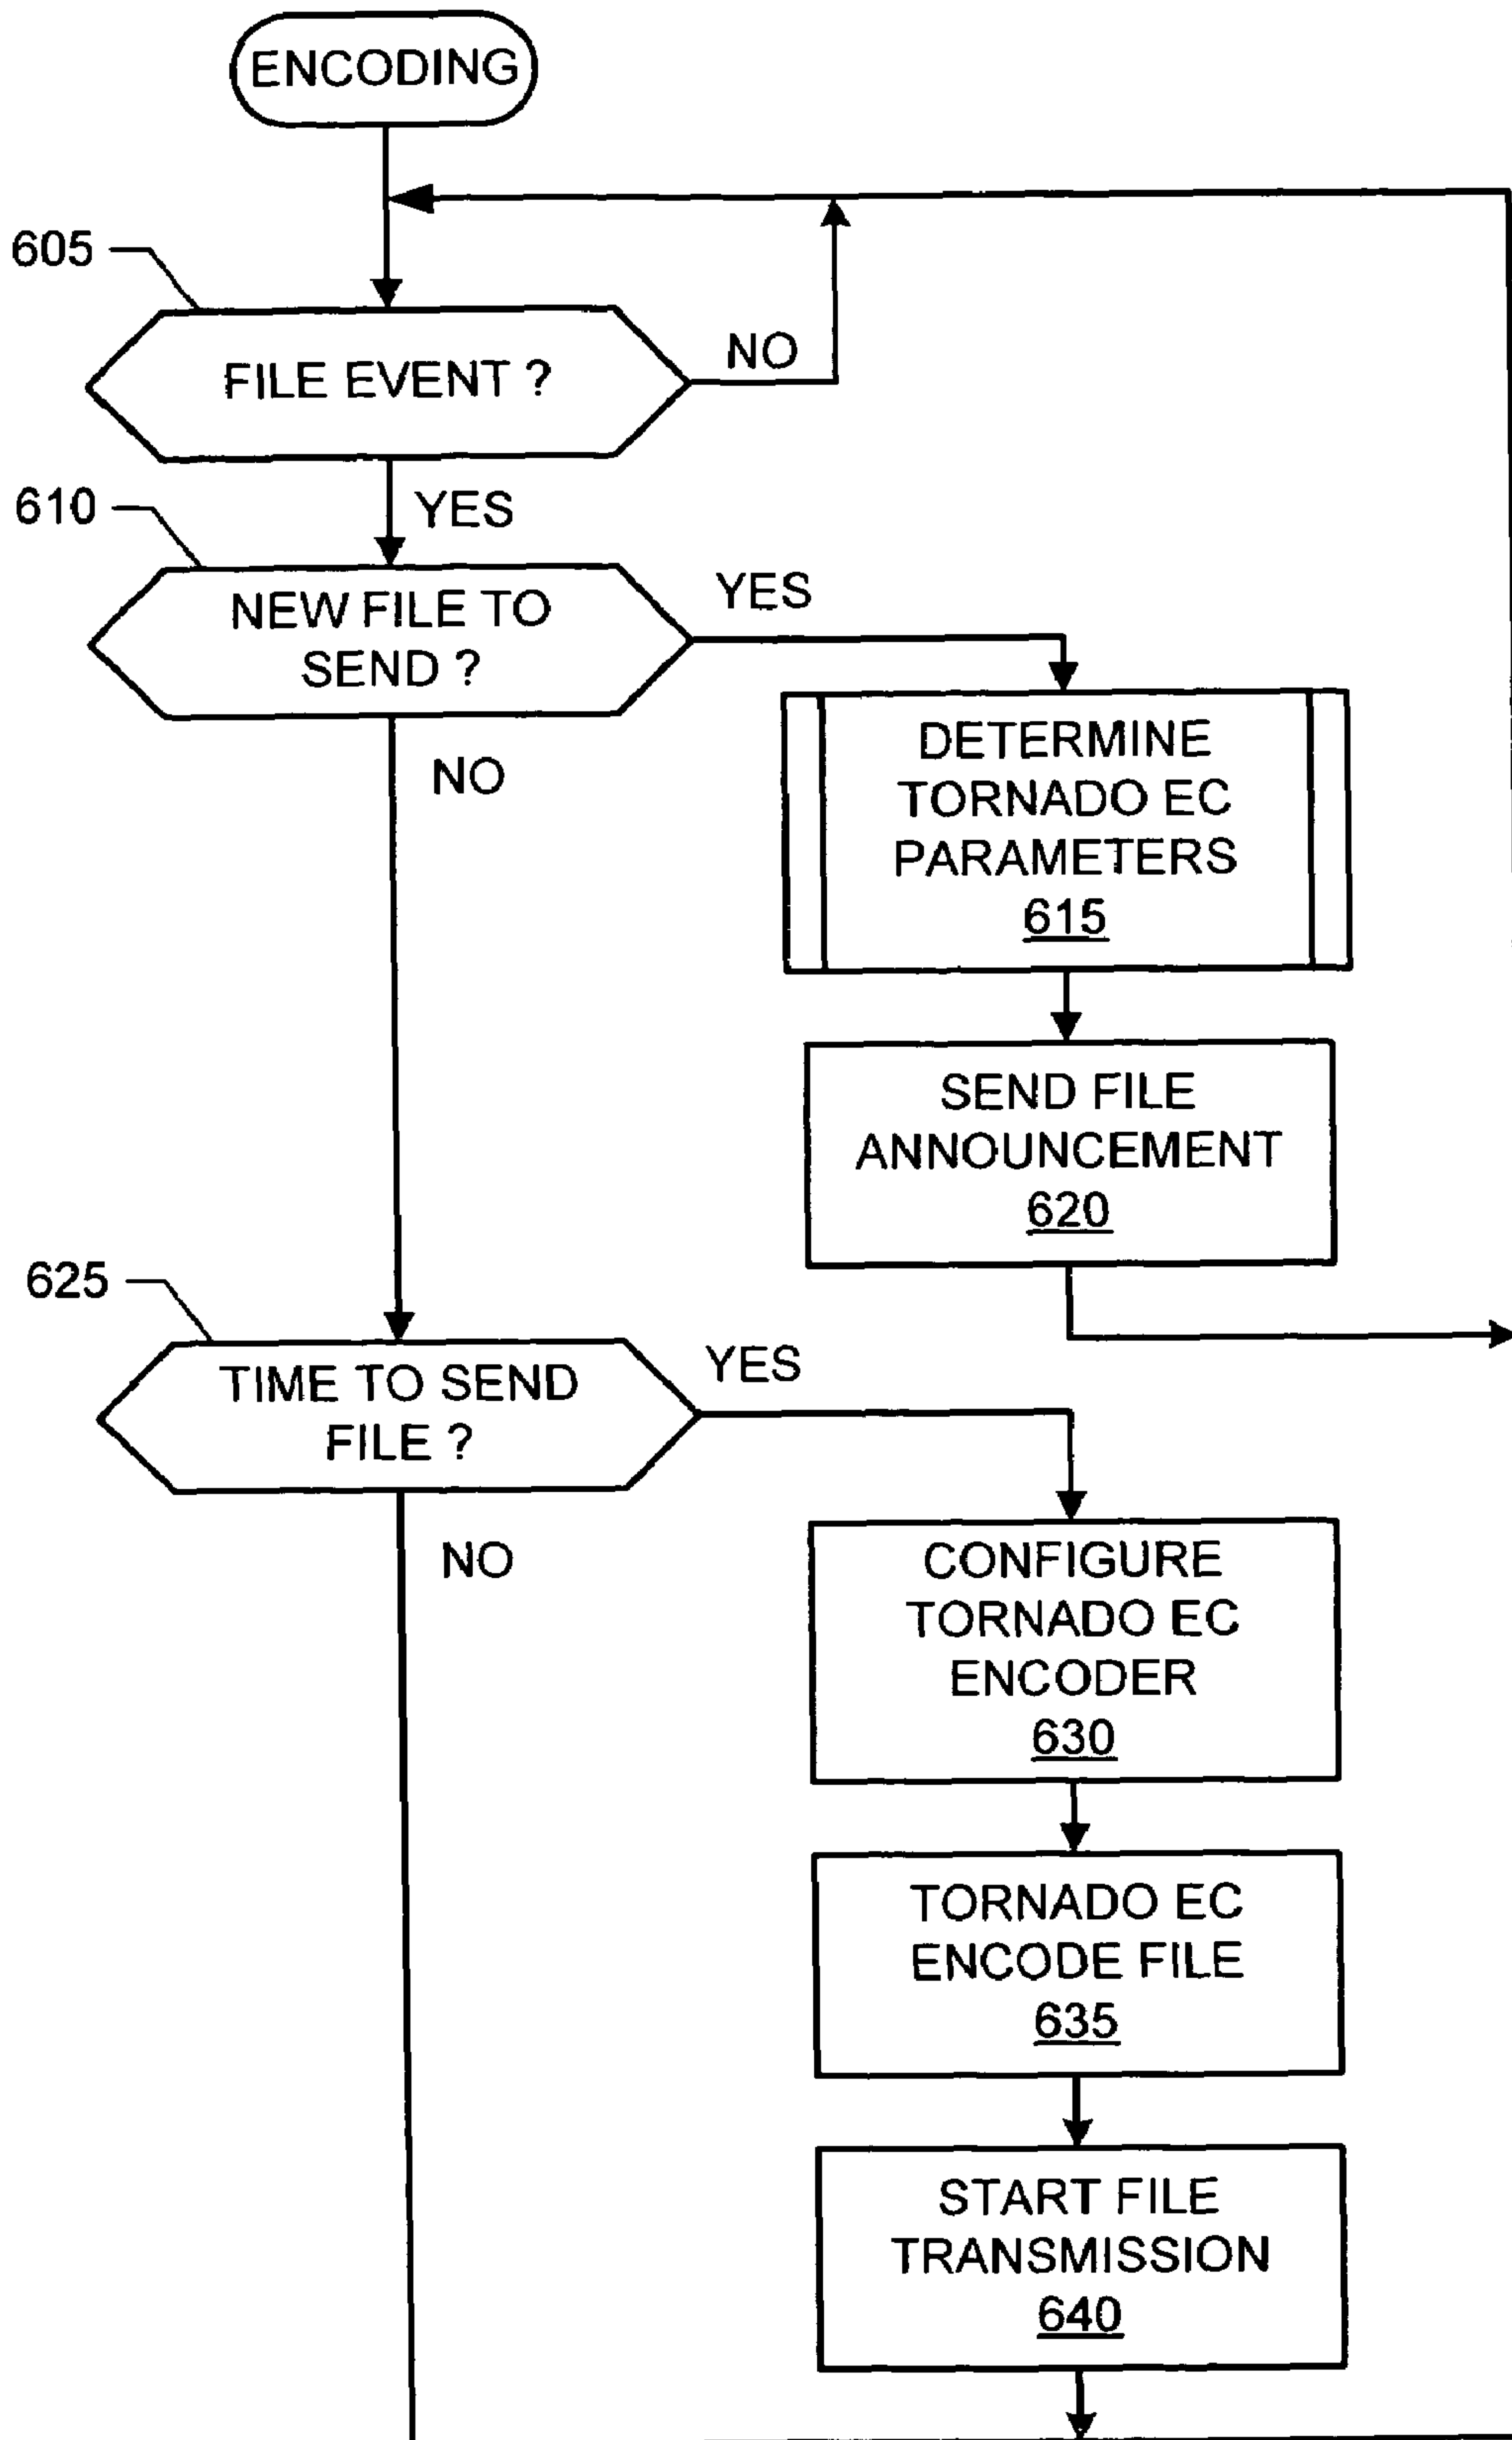 ENCODING
605
FILE EVENT ?
NO
YES
610
NEW FILE TO
SEND ?
YES
NO
DETERMINE
TORNADO EC
PARAMETERS
615
SEND FILE
ANNOUNCEMENT
620
625
TIME TO SEND
FILE ?
YES
NO
CONFIGURE
TORNADO EC
ENCODER
630
TORNADO EC
ENCODE FILE
635
START FILE
TRANSMISSION
640